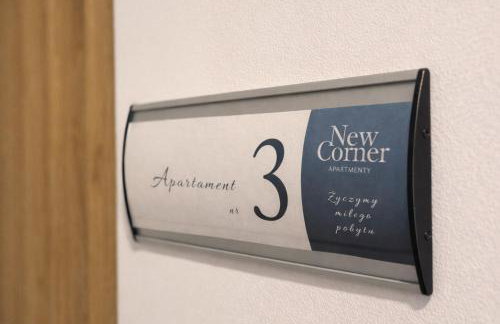 Apartament
nr 3
New
Corner
APARTMENTY
Życzymy
miłego
pobytu